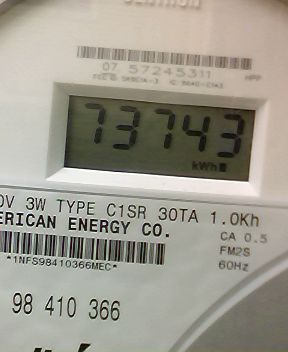 07 57245311
HPP
73743
kWh
0V 3W TYPE C1SR 30TA 1.0Kh
ERICAN ENERGY CO.
CA 0.5
FM2S
60Hz
*1NFS98410366MEC*
98 410 366